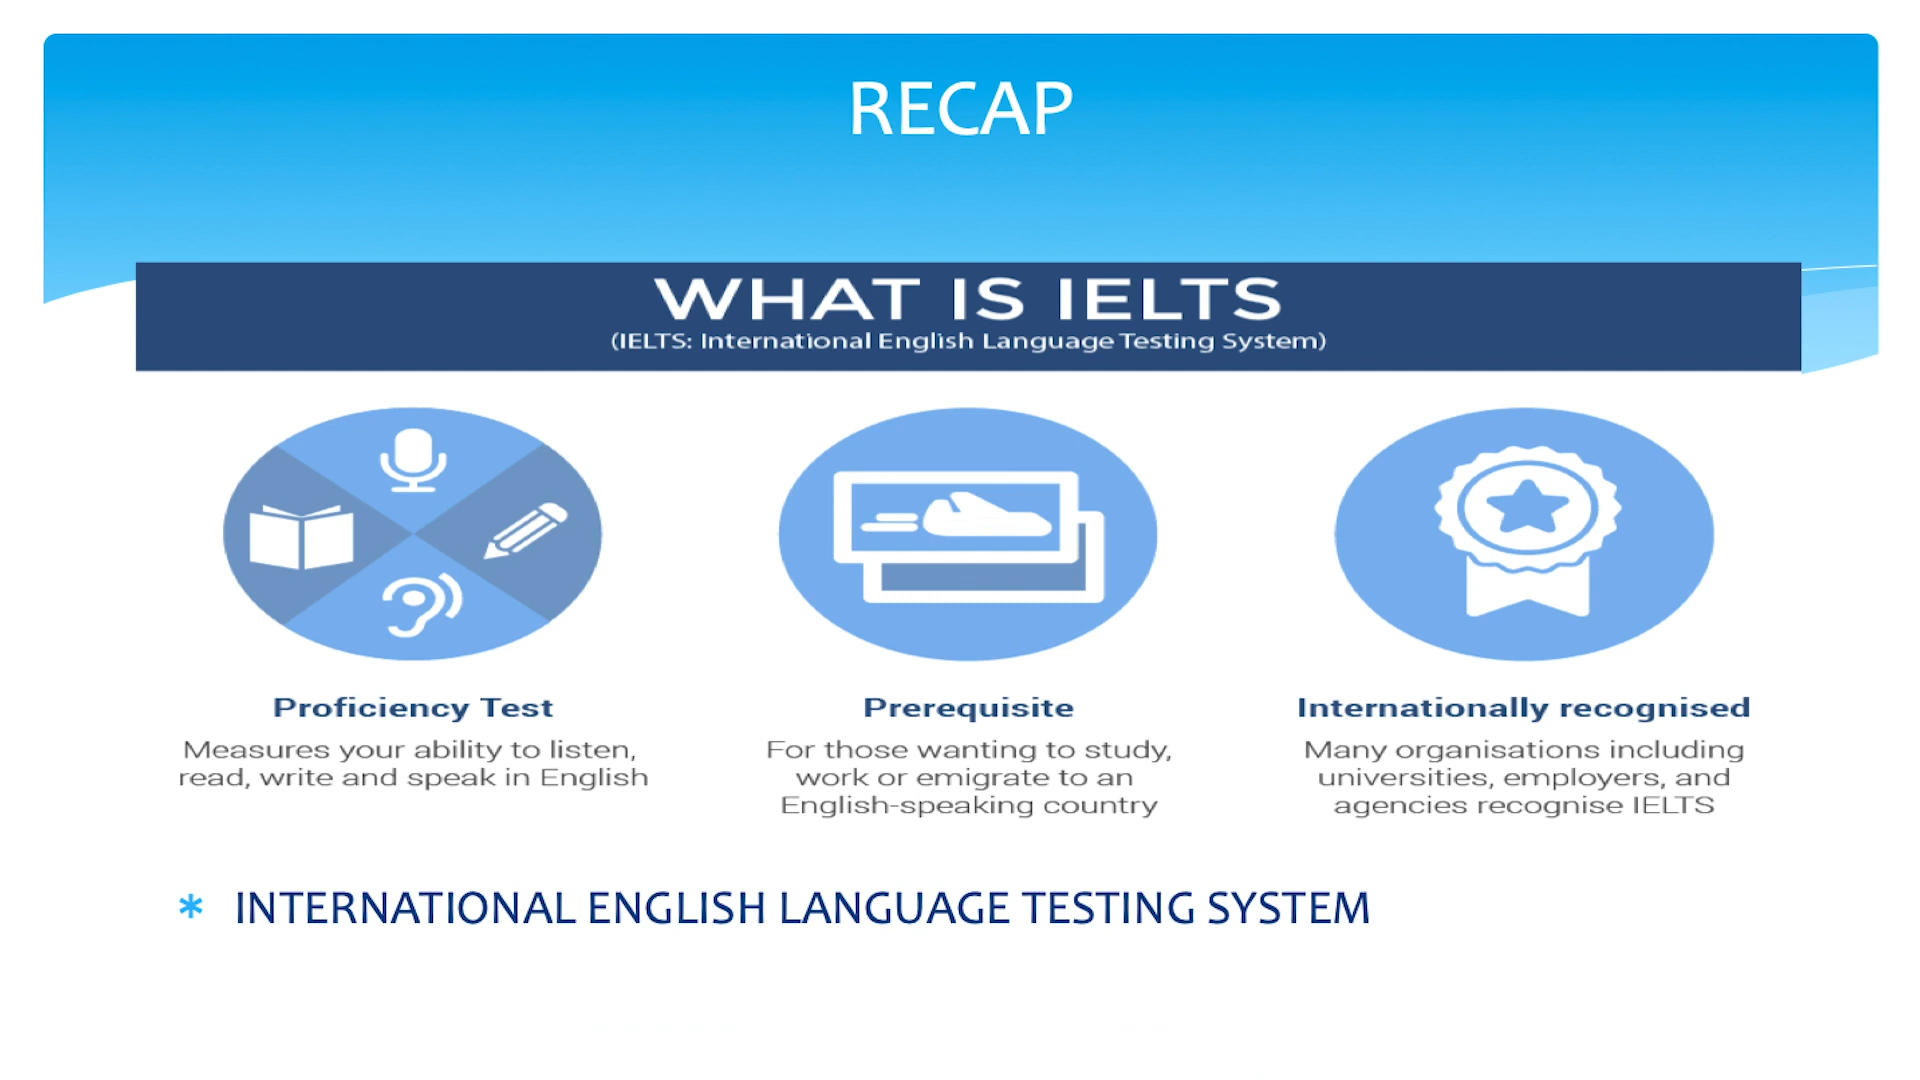 RECAP
WHAT IS IELTS
(IELTS: International English Language Testing System)
Proficiency Test
Measures your ability to listen,
read, write and speak in English
Prerequisite
For those wanting to study,
work or emigrate to an
English-speaking country
Internationally recognised
Many organisations including
universities, employers, and
agencies recognise IELTS
* INTERNATIONAL ENGLISH LANGUAGE TESTING SYSTEM